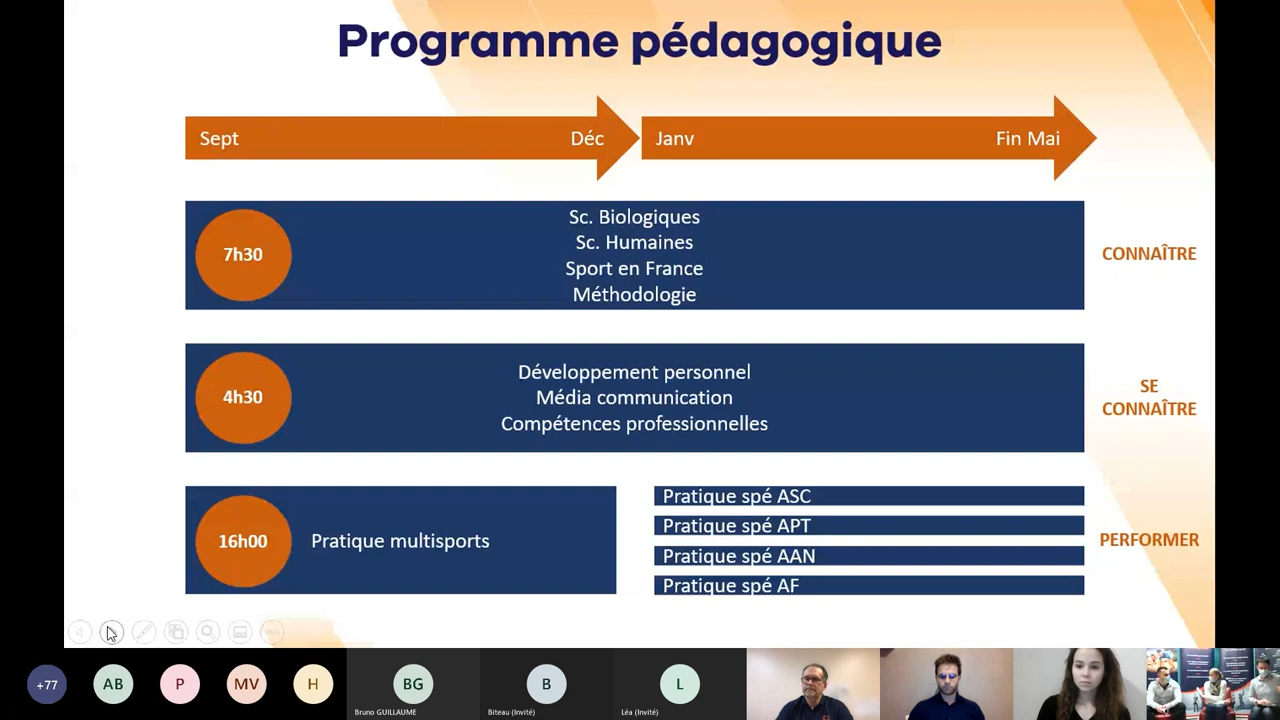 Programme pédagogique
Sept
Déc
Janv
Fin Mai
7h30
Sc. Biologiques
Sc. Humaines
Sport en France
Méthodologie
CONNAÎTRE
4h30
Développement personnel
Média communication
Compétences professionnelles
SE
CONNAÎTRE
16h00
Pratique multisports
Pratique spé ASC
Pratique spé APT
Pratique spé AAN
Pratique spé AF
PERFORMER
+77
AB
P
MV
H
BG
B
L
Bruno GUILLAUME
Biteau (Invité)
Léa (Invité)